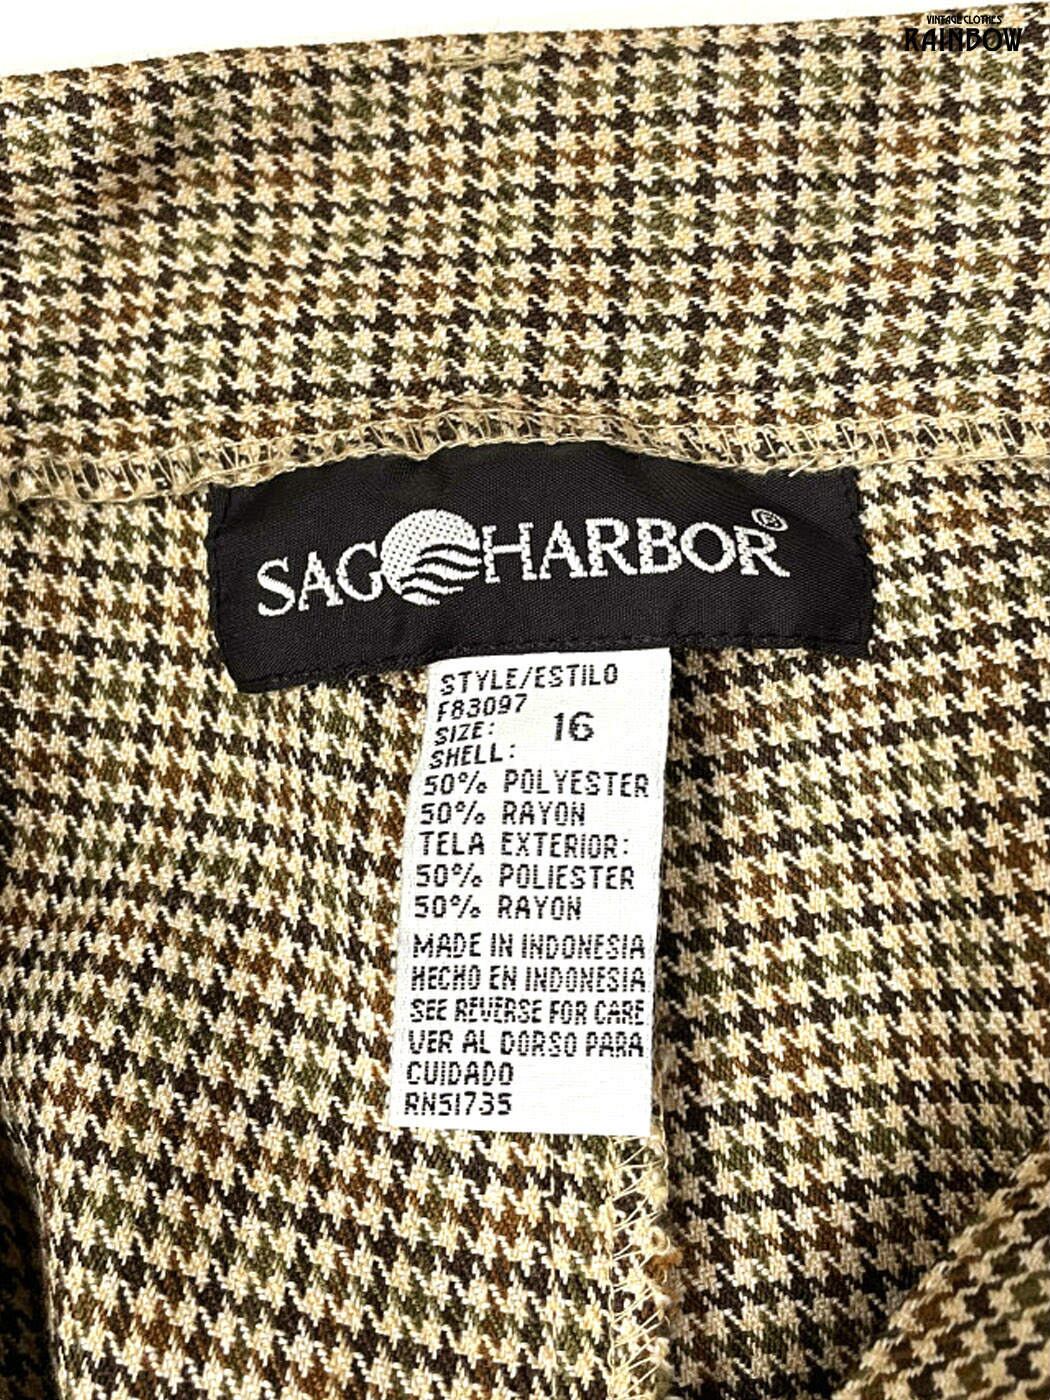 VINTAGE CLOTHES
RAINBOW
SAG HARBOR®
STYLE/ESTILO
F83097
SIZE: 16
SHELL:
50% POLYESTER
50% RAYON
TELA EXTERIOR:
50% POLIESTER
50% RAYON
MADE IN INDONESIA
HECHO EN INDONESIA
SEE REVERSE FOR CARE
VER AL DORSO PARA
CUIDADO
RN51735